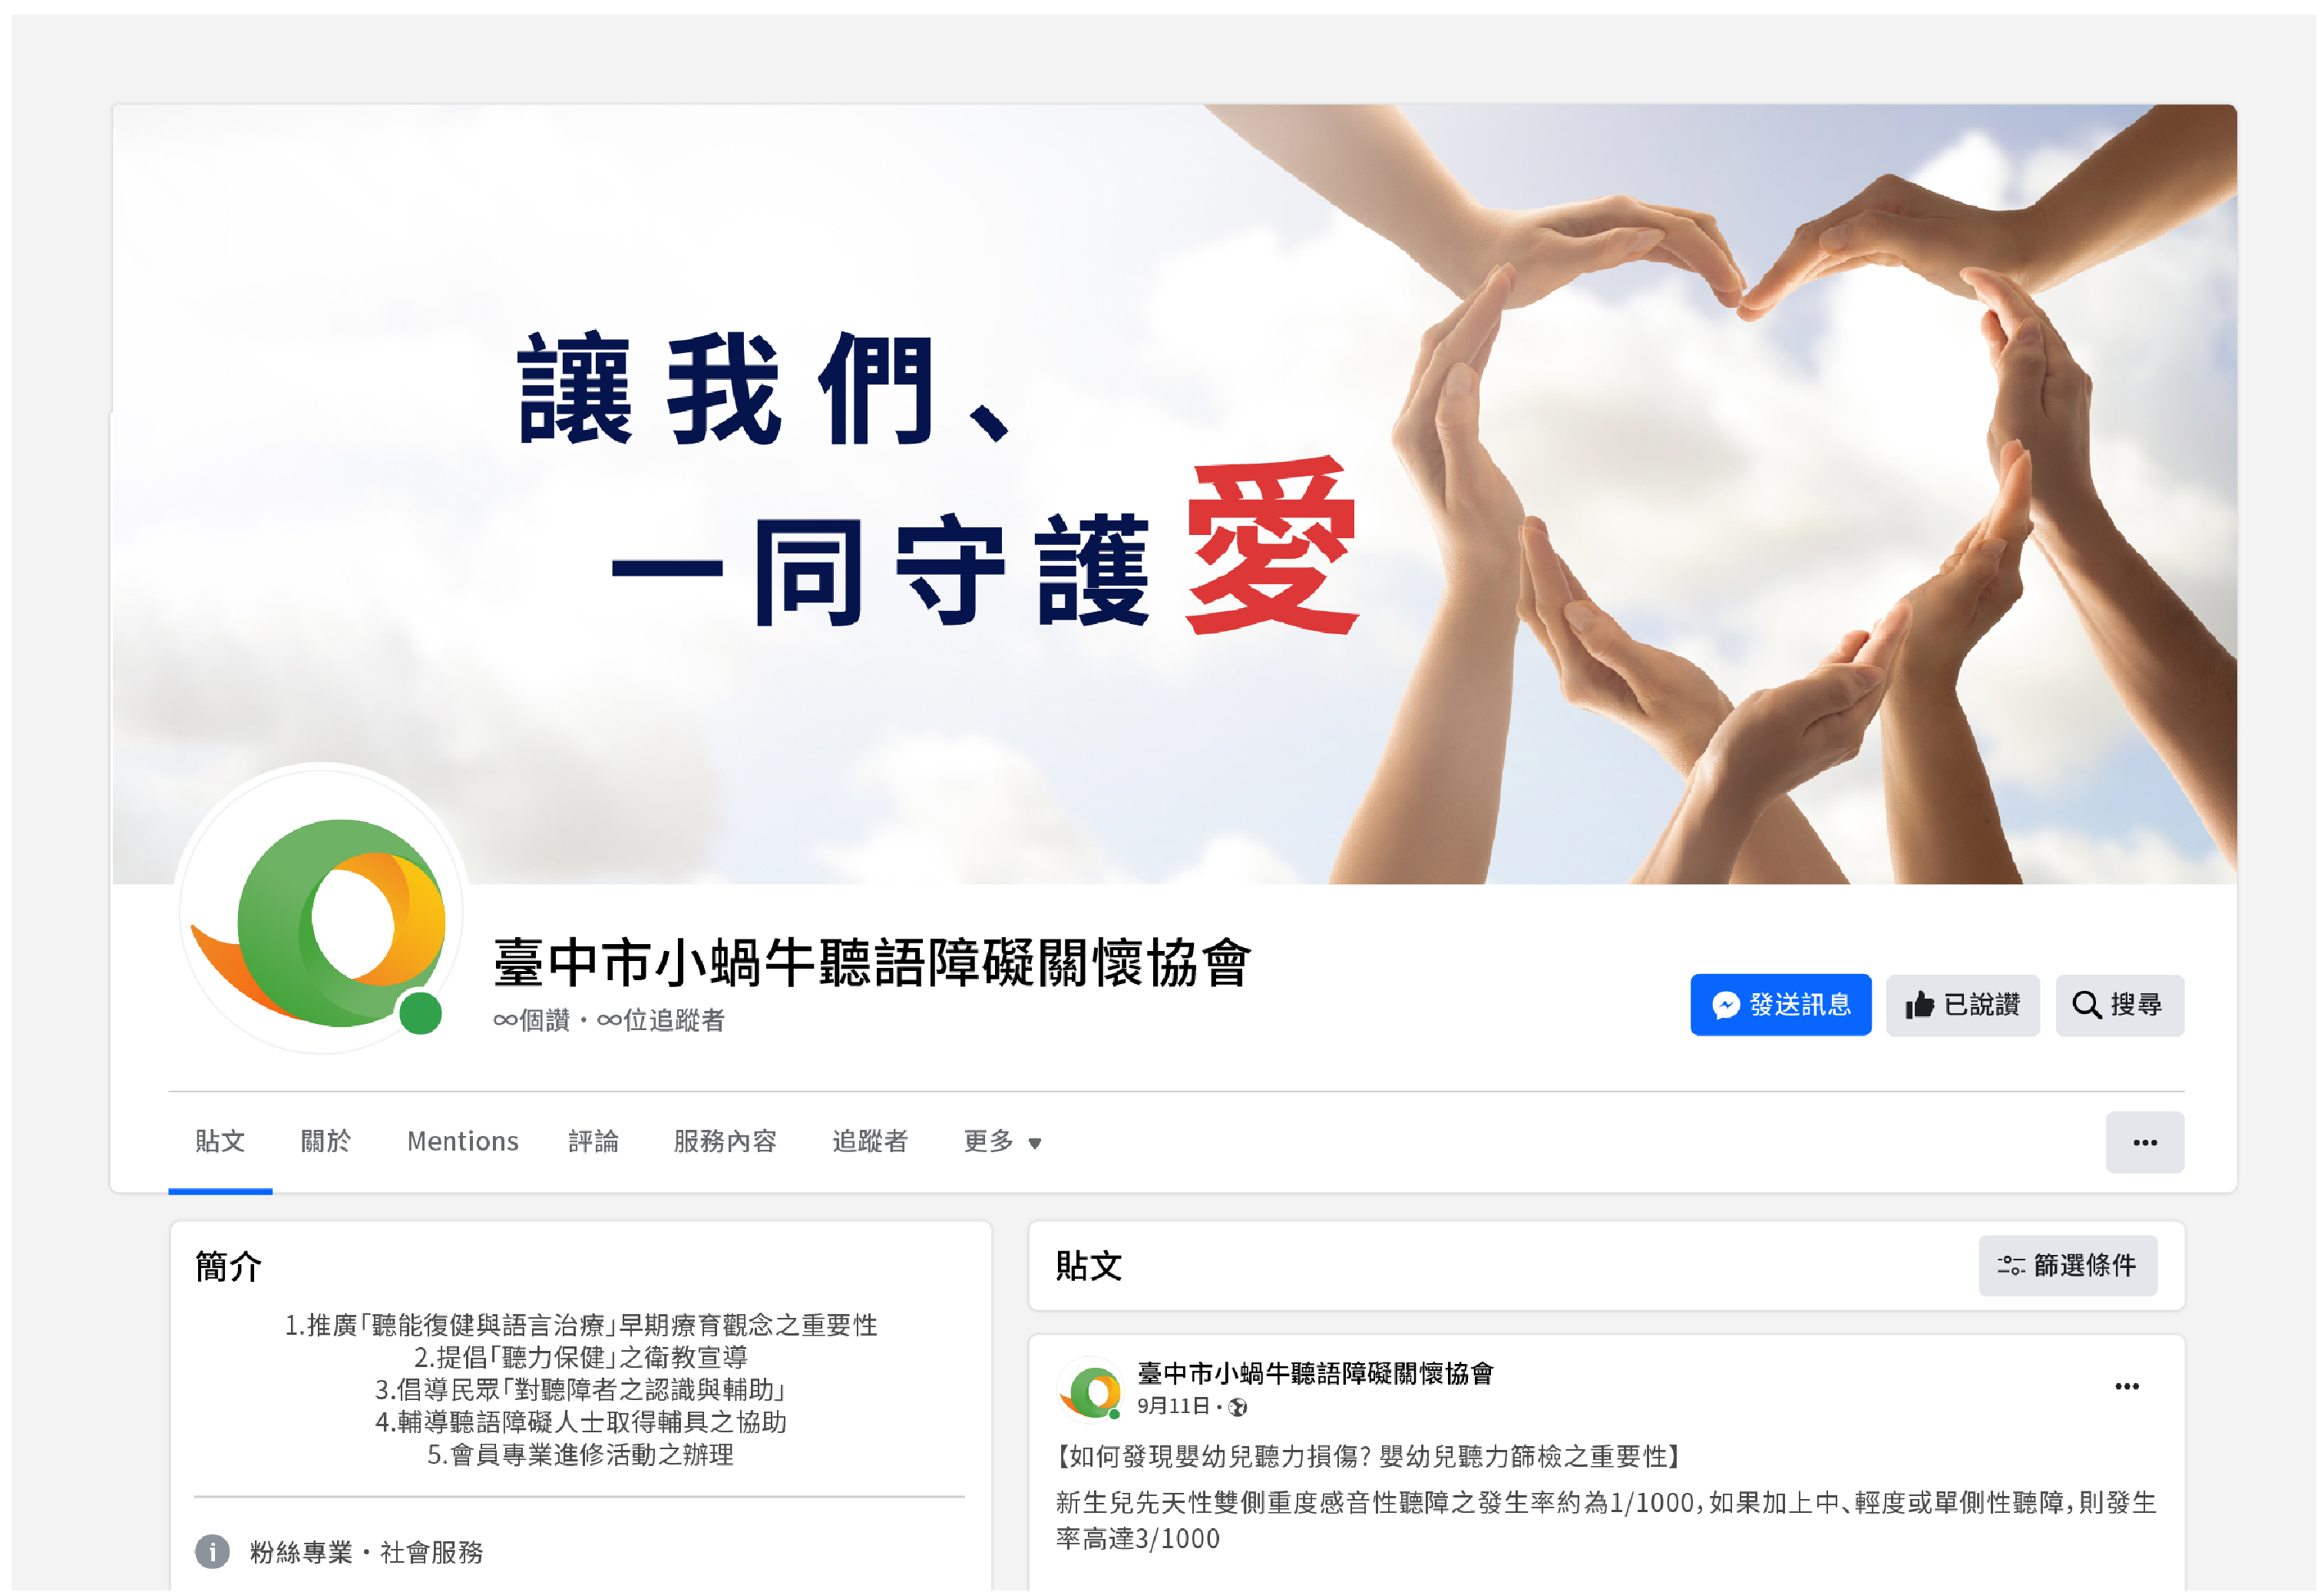 讓我們、
一同守護愛
臺中市小蝸牛聽語障礙關懷協會
∞個讚・∞位追蹤者
發送訊息
已說讚
搜尋
貼文 關於 Mentions 評論 服務內容 追蹤者 更多 ▼
簡介
1.推廣「聽能復健與語言治療」早期療育觀念之重要性
2.提倡「聽力保健」之衛教宣導
3.倡導民眾「對聽障者之認識與輔助」
4.輔導聽語障礙人士取得輔具之協助
5.會員專業進修活動之辦理
粉絲專業・社會服務
貼文
篩選條件
臺中市小蝸牛聽語障礙關懷協會
9月11日・
【如何發現嬰幼兒聽力損傷? 嬰幼兒聽力篩檢之重要性】
新生兒先天性雙側重度感音性聽障之發生率約為1/1000,如果加上中、輕度或單側性聽障,則發生
率高達3/1000